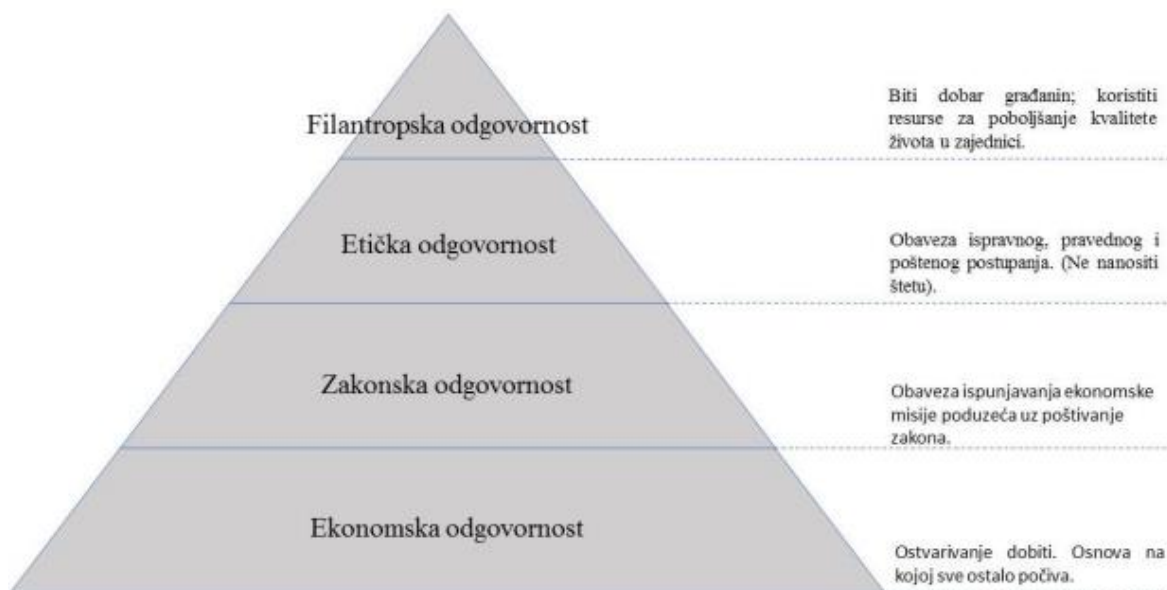 Filantropska odgovornost
Biti dobar građanin; koristiti
resurse za poboljšanje kvalitete
života u zajednici.
Etička odgovornost
Obaveza ispravnog, pravednog i
poštenog postupanja. (Ne nanositi
štetu).
Zakonska odgovornost
Obaveza ispunjavanja ekonomske
misije poduzeća uz poštivanje
zakona.
Ekonomska odgovornost
Ostvarivanje dobiti. Osnova na
kojoj sve ostalo počiva.